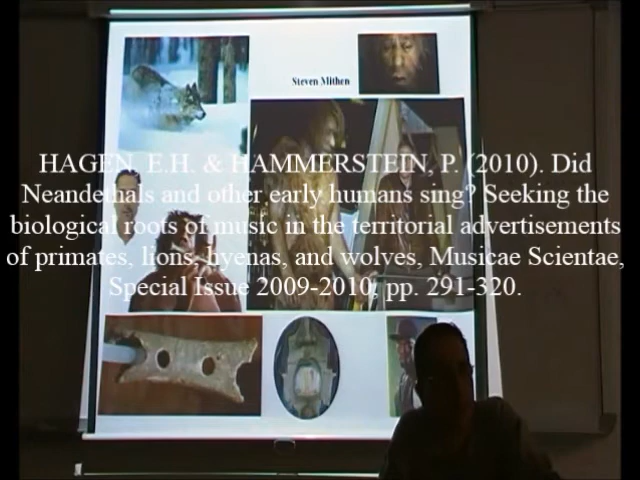 Steven Mithen
HAGEN, E.H. & HAMMERSTEIN, P. (2010). Did
Neanderthals and other early humans sing? Seeking the
biological roots of music in the territorial advertisements
of primates, lions, hyenas, and wolves, Musicae Scientae,
Special Issue 2009-2010, pp. 291-320.